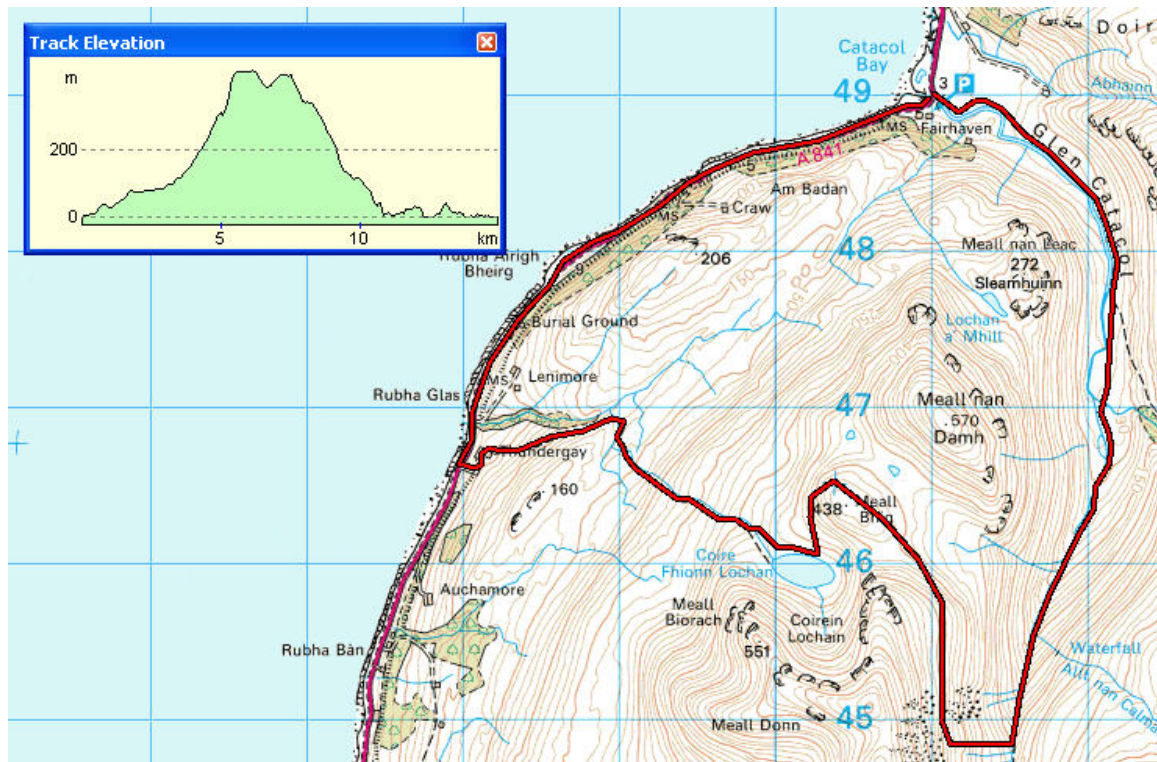 Track Elevation
m
200
0
5
10
km
Catacol
Bay
3
P
49
Abhainn
MS
Fairhaven
Glen Catacol
A 841
5
Am Badan
Craw
MS
48
206
Meall nan Leac
272
Sleamhuinn
Rubha Airigh
Bheirg
9
Burial Ground
Lochan
a' Mhill
Lenimore
MS
Rubha Glas
47
Meall nan
570
Damh
Thundergay
160
438
Meall
Bhig
Coire
Fhionn Lochan
46
Auchamore
Meall
Biorach
Coirein
Lochain
551
Rubha Bàn
Waterfall
Allt nan Calma
45
Meall Donn